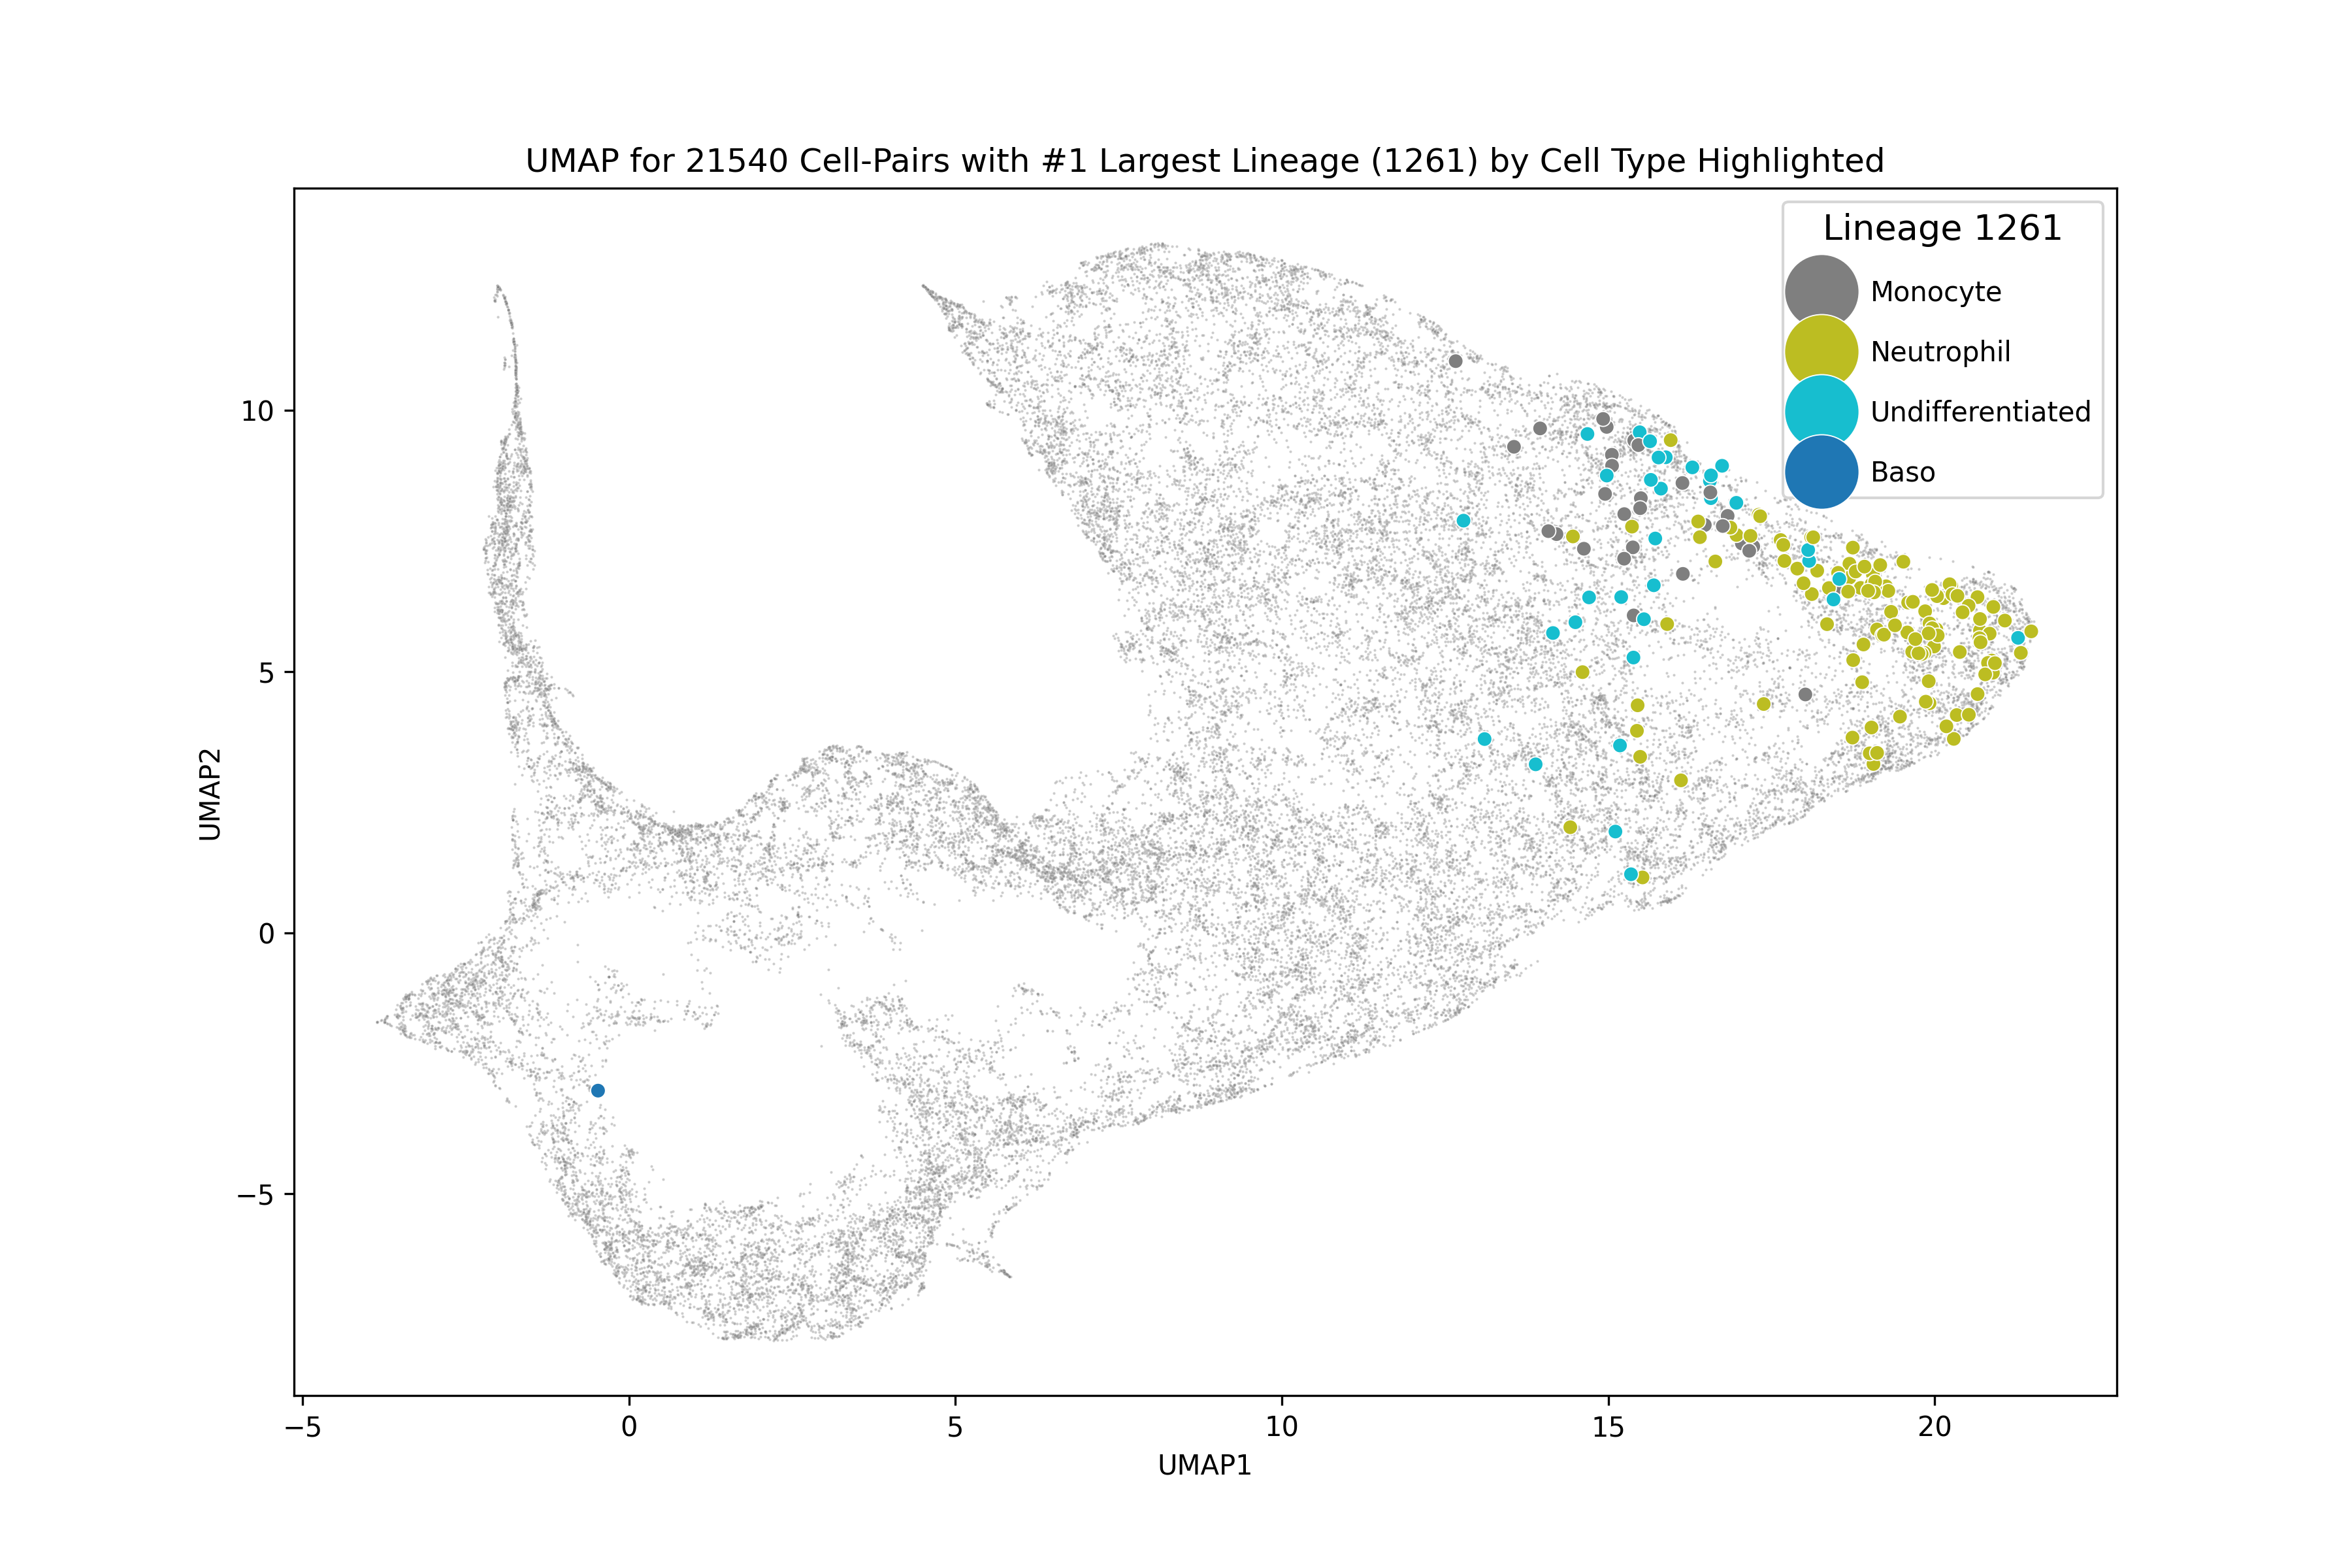 UMAP for 21540 Cell-Pairs with #1 Largest Lineage (1261) by Cell Type Highlighted
Lineage 1261
Monocyte
Neutrophil
Undifferentiated
Baso
10
5
0
−5
UMAP2
−5 0 5 10 15 20
UMAP1